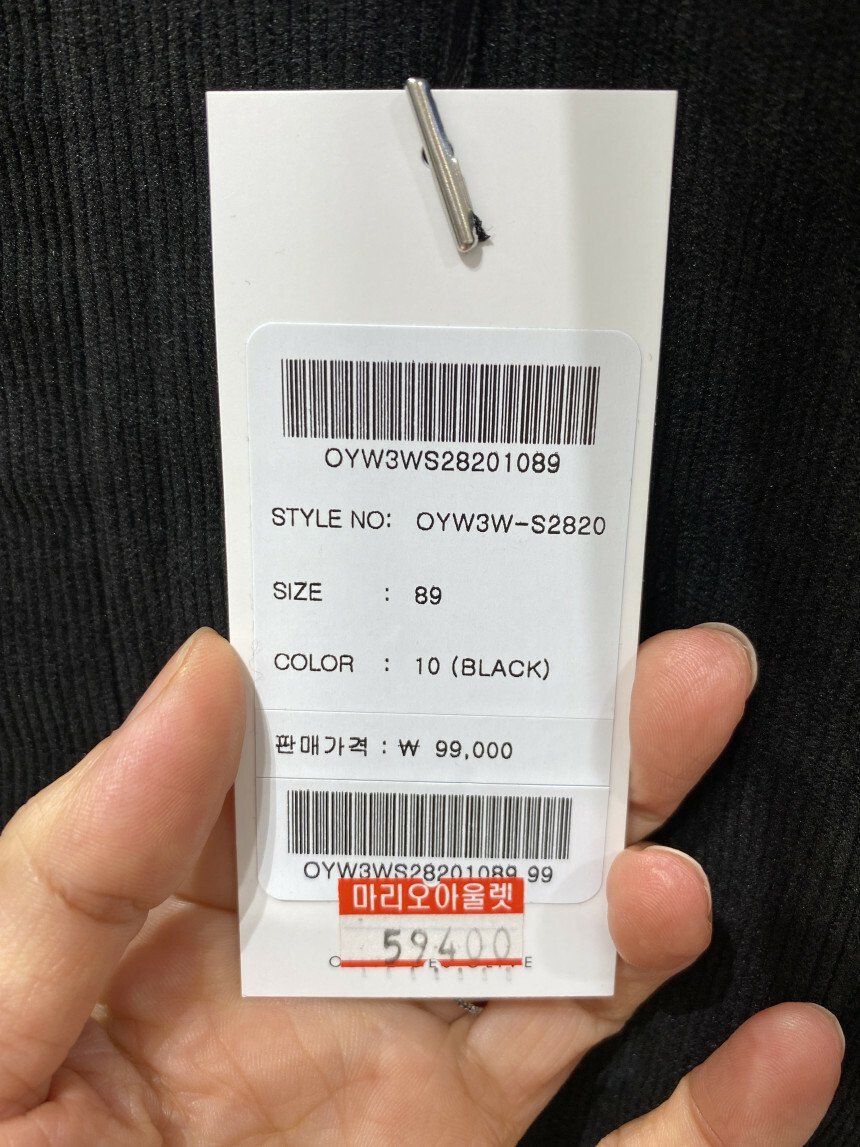 OYW3WS28201089
STYLE NO: OYW3W-S2820
SIZE : 89
COLOR : 10 (BLACK)
판매가격 : ₩ 99,000
OYW3WS28201089 99
마리오아울렛
59400